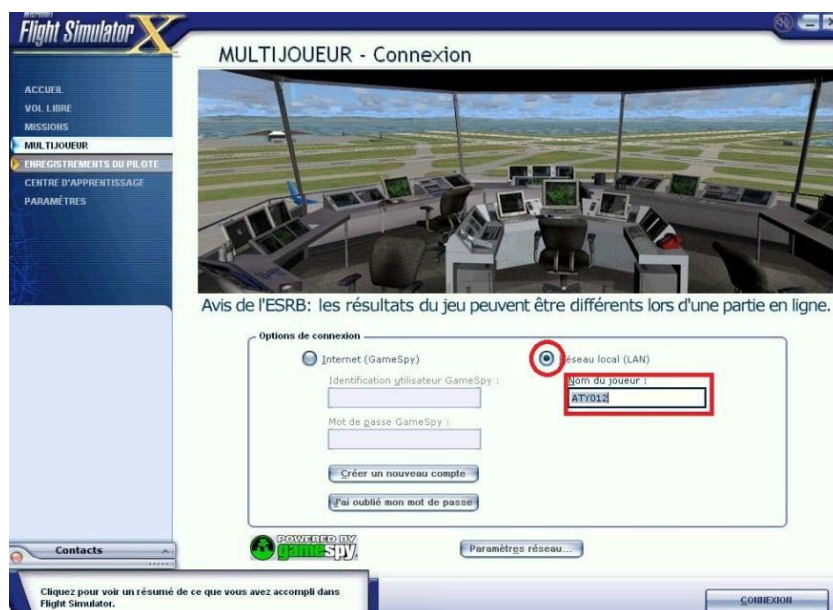 Flight Simulator X
MULTIJOUEUR - Connexion
ACCUEIL
VOL LIBRE
MISSIONS
MULTIJOUEUR
ENREGISTREMENTS DU PILOTE
CENTRE D'APPRENTISSAGE
PARAMÈTRES
Avis de l'ESRB: les résultats du jeu peuvent être différents lors d'une partie en ligne.
Options de connexion
Internet (GameSpy)
Réseau local (LAN)
Identification utilisateur GameSpy :
Nom du joueur :
ATY012
Mot de passe GameSpy :
Créer un nouveau compte
J'ai oublié mon mot de passe
POWERED BY
gamespy
Paramètres réseau...
Contacts
Cliquez pour voir un résumé de ce que vous avez accompli dans
Flight Simulator.
CONNEXION